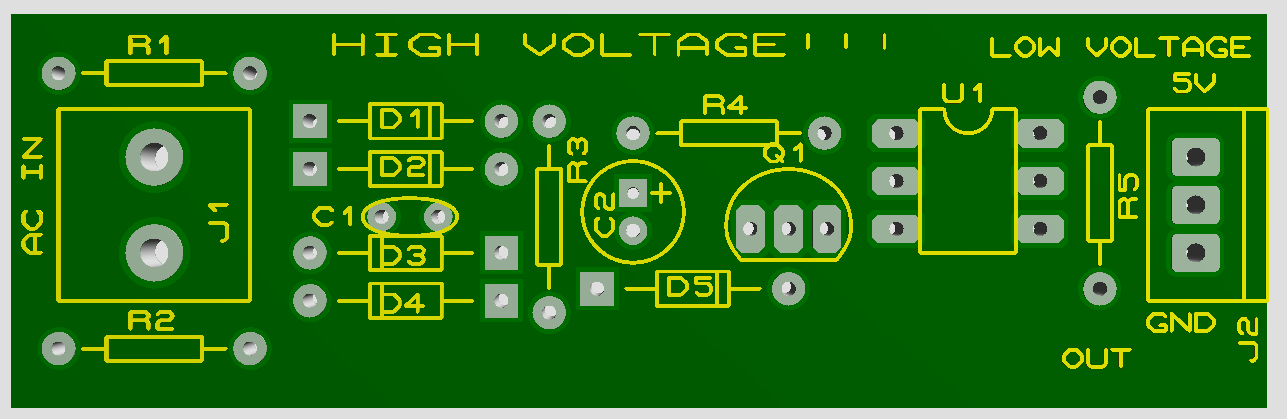 R1
HIGH VOLTAGE!!!
LOW VOLTAGE
5V
AC IN
J1
D1
D2
C1
D3
D4
R3
C2
+
R4
Q1
D5
U1
R5
GND
J2
OUT
R2